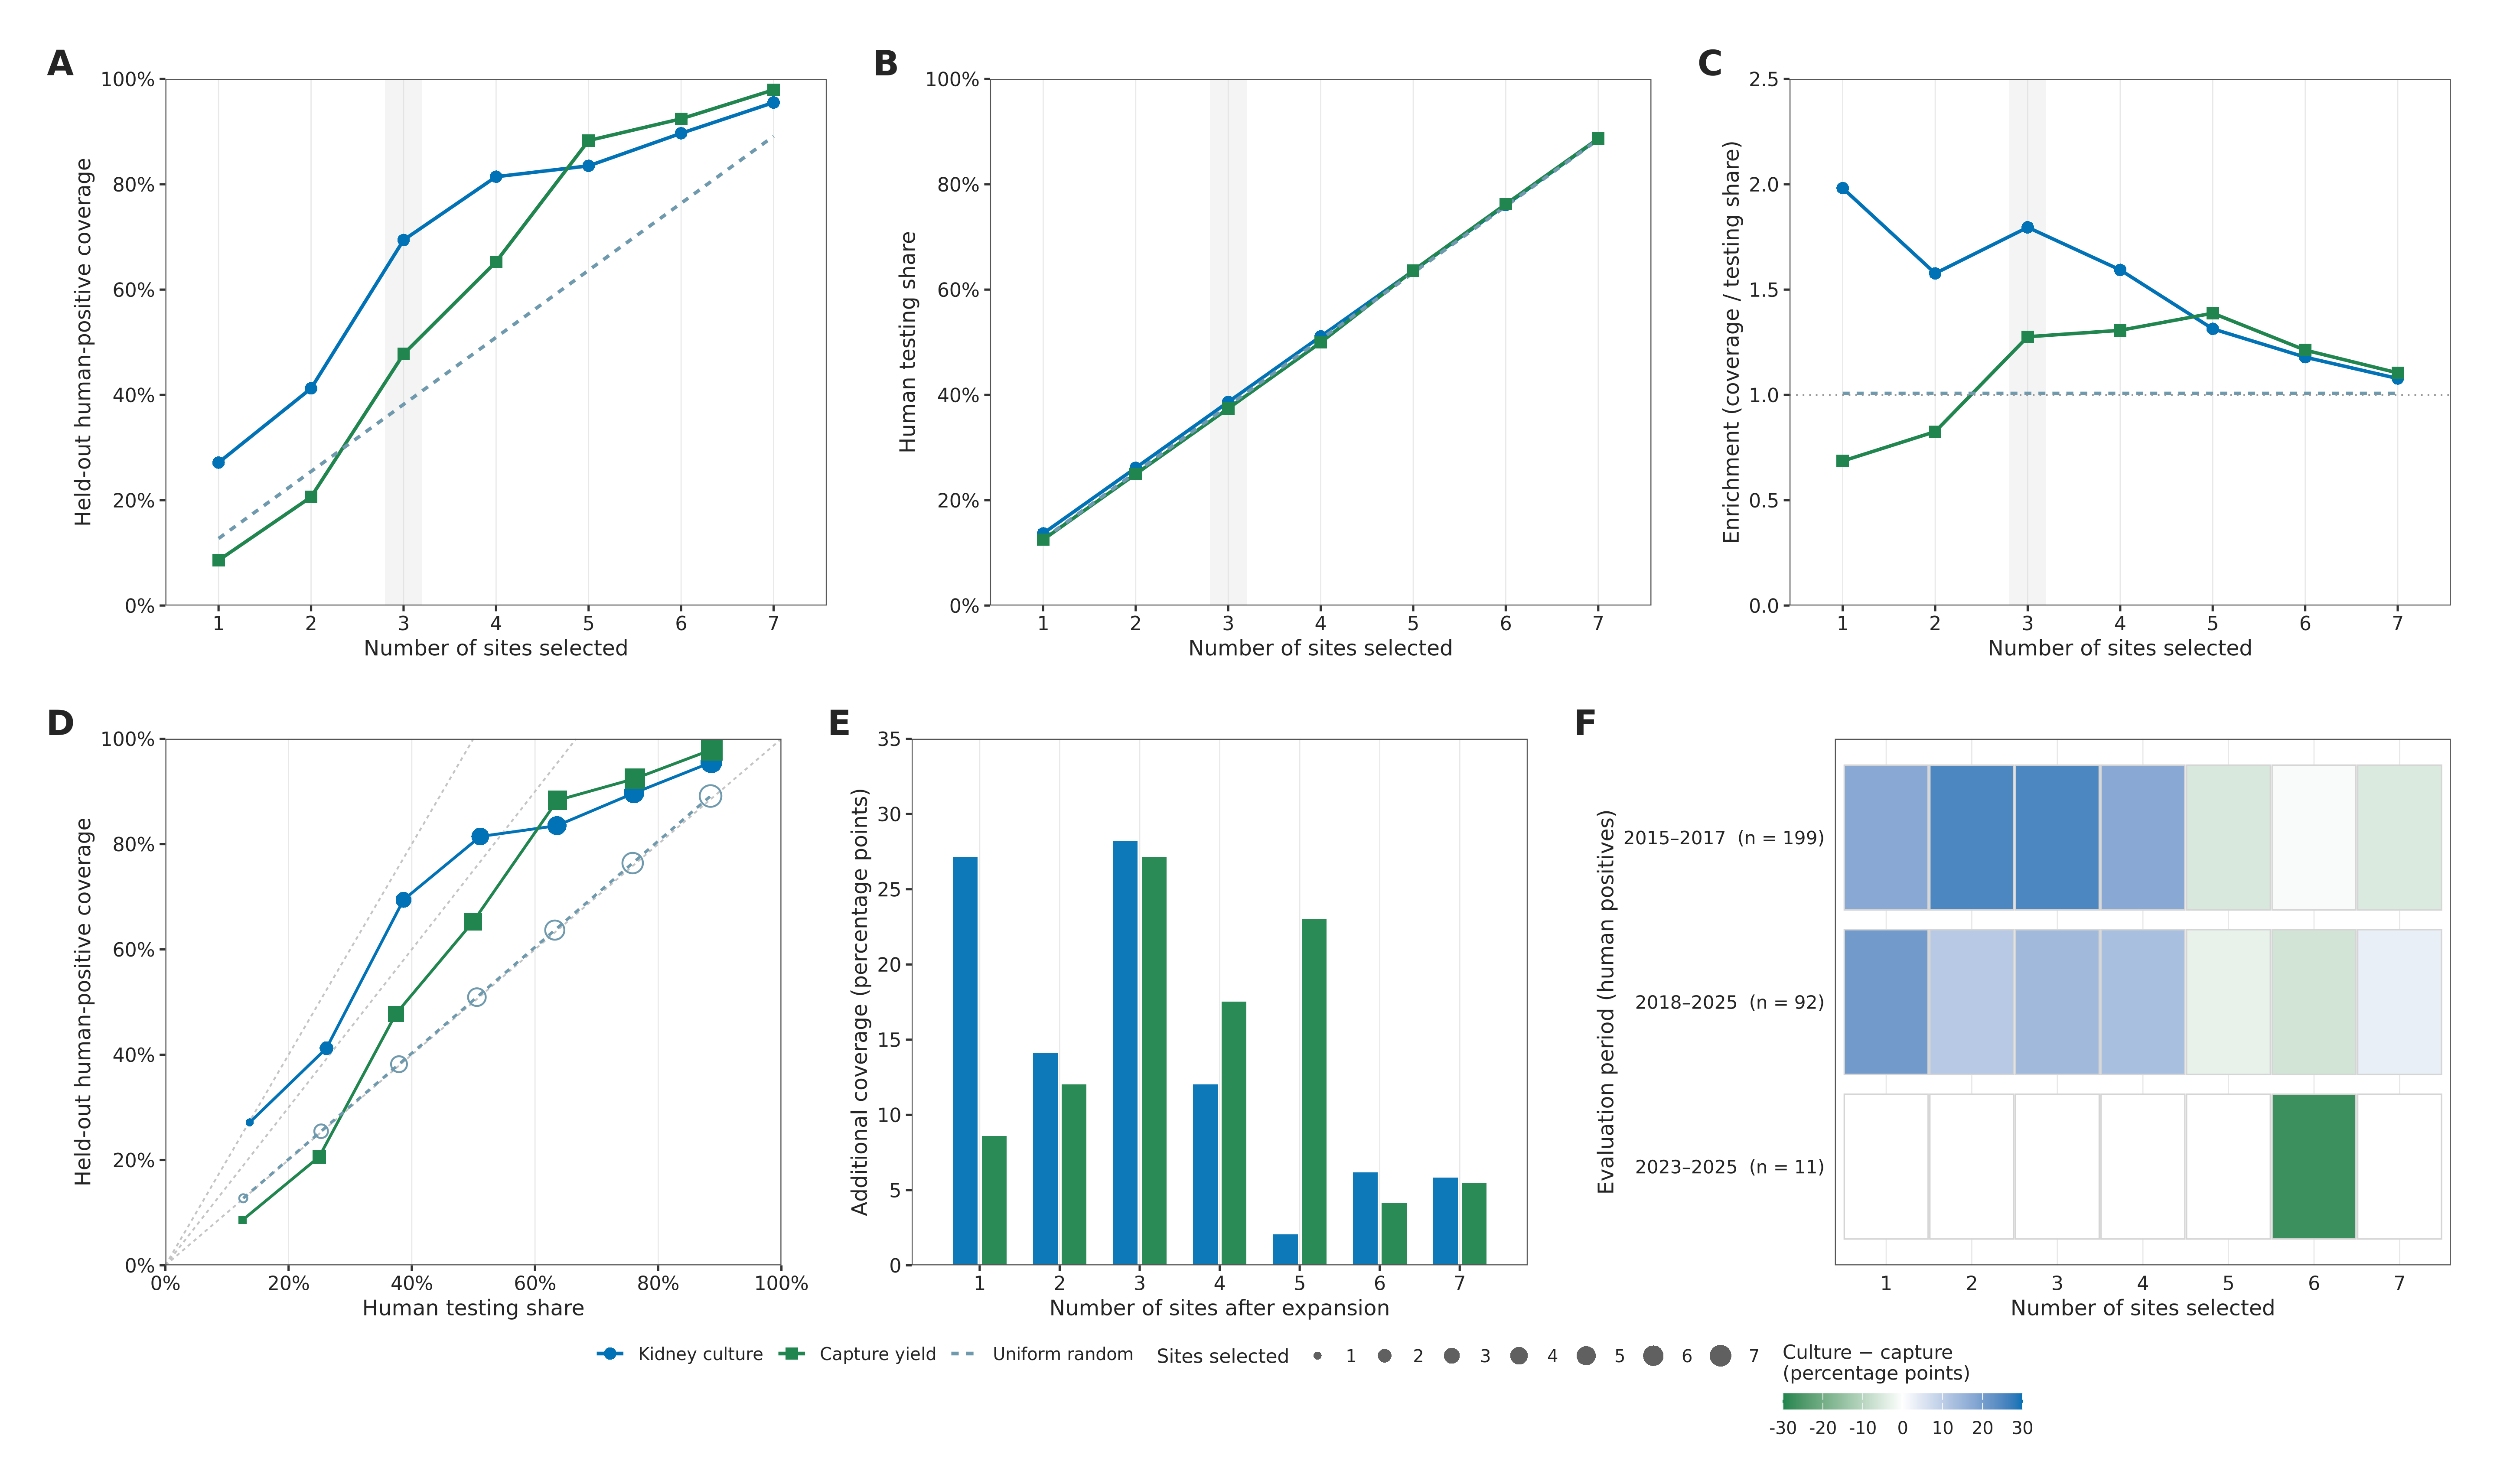 A
Held-out human-positive coverage
100%
80%
60%
40%
20%
0%
1 2 3 4 5 6 7
Number of sites selected
B
Human testing share
100%
80%
60%
40%
20%
0%
1 2 3 4 5 6 7
Number of sites selected
C
Enrichment (coverage / testing share)
2.5
2.0
1.5
1.0
0.5
0.0
1 2 3 4 5 6 7
Number of sites selected
D
Held-out human-positive coverage
100%
80%
60%
40%
20%
0%
0% 20% 40% 60% 80% 100%
Human testing share
E
Additional coverage (percentage points)
35
30
25
20
15
10
5
0
1 2 3 4 5 6 7
Number of sites after expansion
F
Evaluation period (human positives)
2015–2017 (n = 199)
2018–2025 (n = 92)
2023–2025 (n = 11)
1 2 3 4 5 6 7
Number of sites selected
Kidney culture Capture yield Uniform random Sites selected 1 2 3 4 5 6 7
Culture − capture
(percentage points)
-30 -20 -10 0 10 20 30